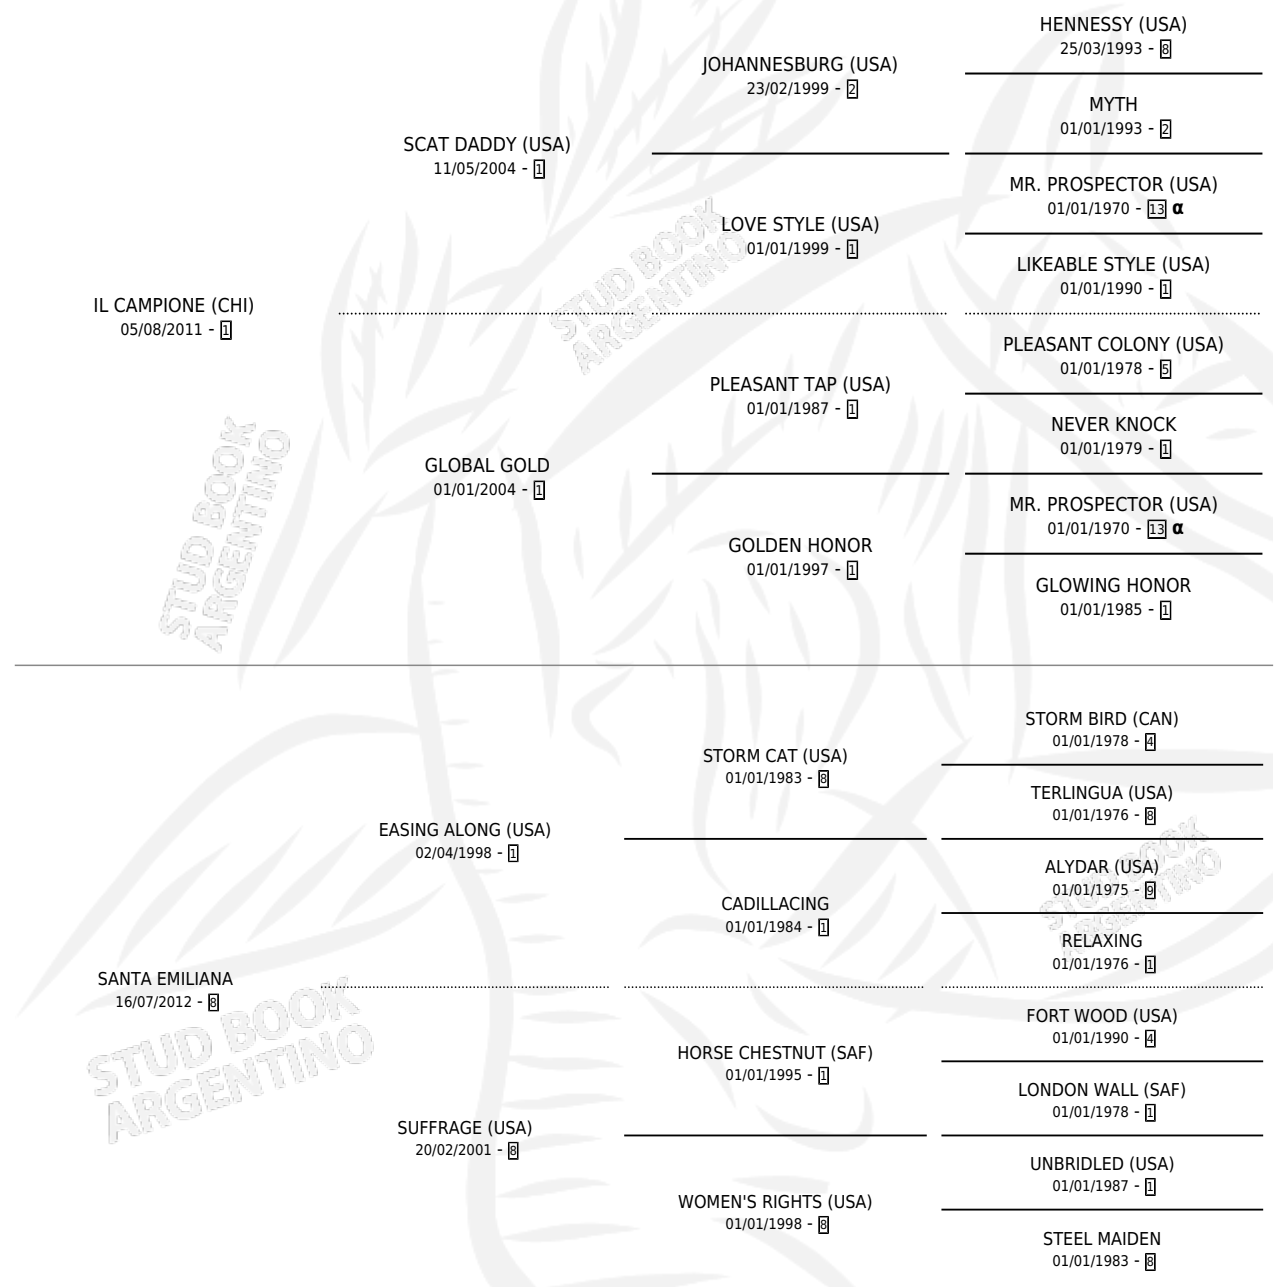 HENNESSY (USA)
25/03/1993 - 8
JOHANNESBURG (USA)
23/02/1999 - 2
MYTH
01/01/1993 - 2
SCAT DADDY (USA)
11/05/2004 - 1
MR. PROSPECTOR (USA)
01/01/1970 - 13 α
LOVE STYLE (USA)
01/01/1999 - 1
LIKEABLE STYLE (USA)
01/01/1990 - 1
IL CAMPIONE (CHI)
05/08/2011 - 1
PLEASANT COLONY (USA)
01/01/1978 - 5
PLEASANT TAP (USA)
01/01/1987 - 1
NEVER KNOCK
01/01/1979 - 1
GLOBAL GOLD
01/01/2004 - 1
MR. PROSPECTOR (USA)
01/01/1970 - 13 α
GOLDEN HONOR
01/01/1997 - 1
GLOWING HONOR
01/01/1985 - 1
STORM BIRD (CAN)
01/01/1978 - 4
STORM CAT (USA)
01/01/1983 - 8
TERLINGUA (USA)
01/01/1976 - 8
EASING ALONG (USA)
02/04/1998 - 1
ALYDAR (USA)
01/01/1975 - 9
CADILLACING
01/01/1984 - 1
RELAXING
01/01/1976 - 1
SANTA EMILIANA
16/07/2012 - 8
FORT WOOD (USA)
01/01/1990 - 4
HORSE CHESTNUT (SAF)
01/01/1995 - 1
LONDON WALL (SAF)
01/01/1978 - 1
SUFFRAGE (USA)
20/02/2001 - 8
UNBRIDLED (USA)
01/01/1987 - 1
WOMEN'S RIGHTS (USA)
01/01/1998 - 8
STEEL MAIDEN
01/01/1983 - 8
STUD BOOK
ARGENTINO
STUD BOOK
ARGENTINO
STUD BOOK
ARGENTINO
STUD BOOK
ARGENTINO